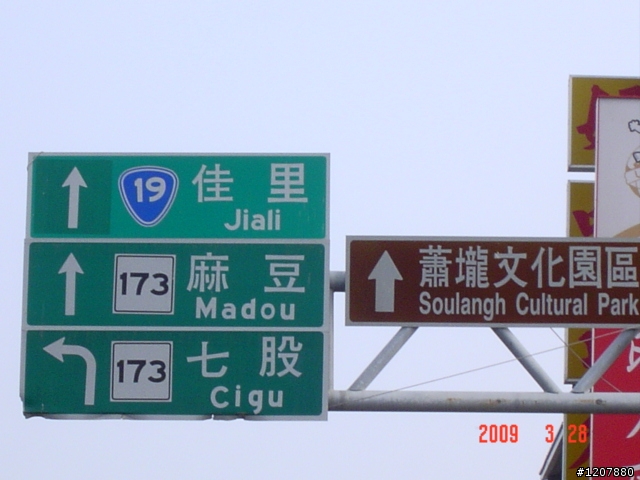 19 佳里
Jiali
173 麻豆
Madou
173 七股
Cigu
蕭壠文化園區
Soulangh Cultural Park
2009 3 28
#1207880